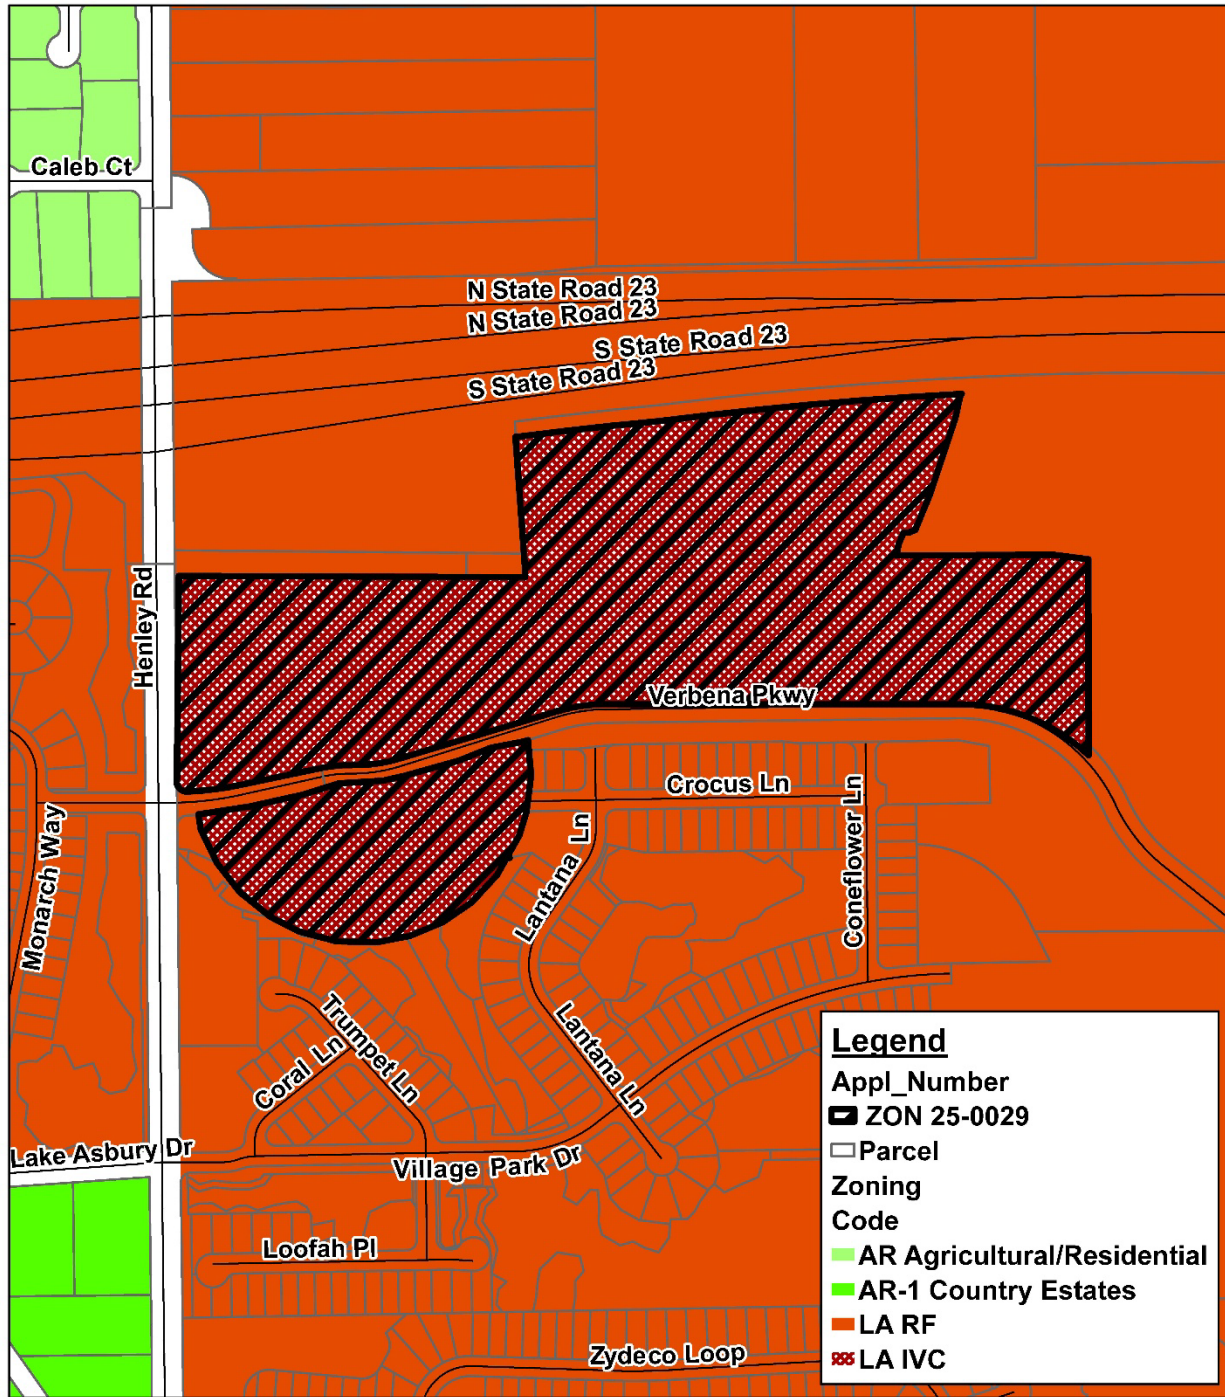 Caleb Ct
N State Road 23
N State Road 23
S State Road 23
S State Road 23
Henley Rd
Verbena Pkwy
Crocus Ln
Coneflower Ln
Lantana Ln
Monarch Way
Trumpet Ln
Coral Ln
Lantana Ln
Lake Asbury Dr
Village Park Dr
Loofah Pl
Zydeco Loop
Legend
Appl_Number
ZON 25-0029
Parcel
Zoning
Code
AR Agricultural/Residential
AR-1 Country Estates
LA RF
LA IVC